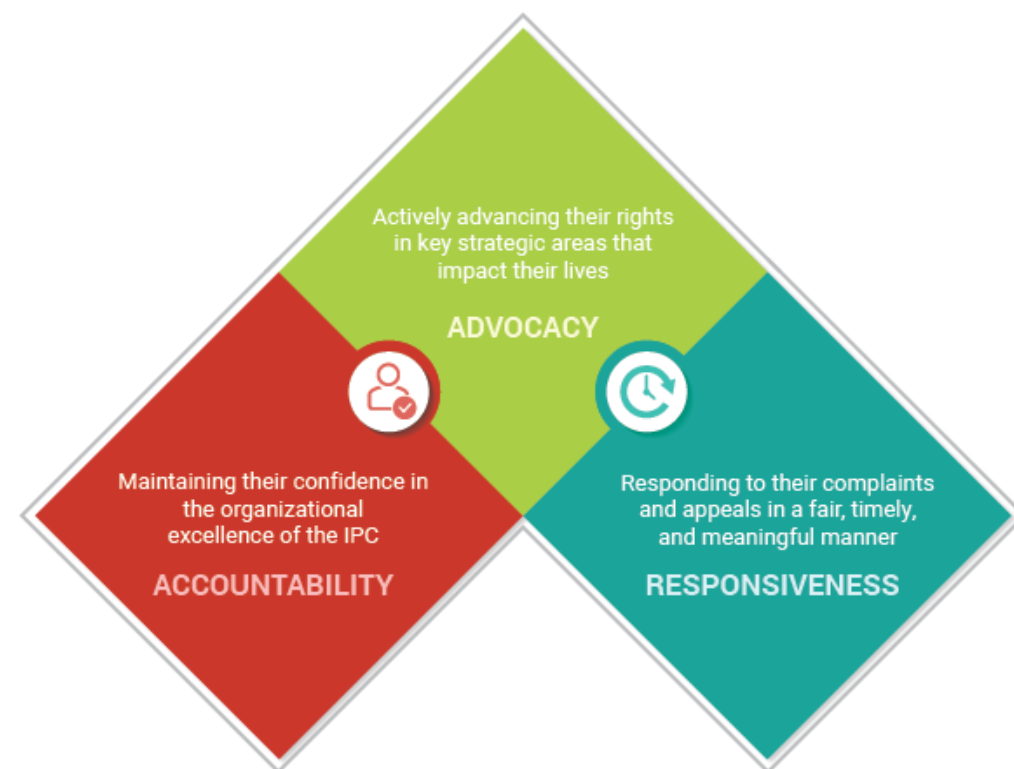 Actively advancing their rights
in key strategic areas that
impact their lives
ADVOCACY
Maintaining their confidence in
the organizational
excellence of the IPC
ACCOUNTABILITY
Responding to their complaints
and appeals in a fair, timely,
and meaningful manner
RESPONSIVENESS